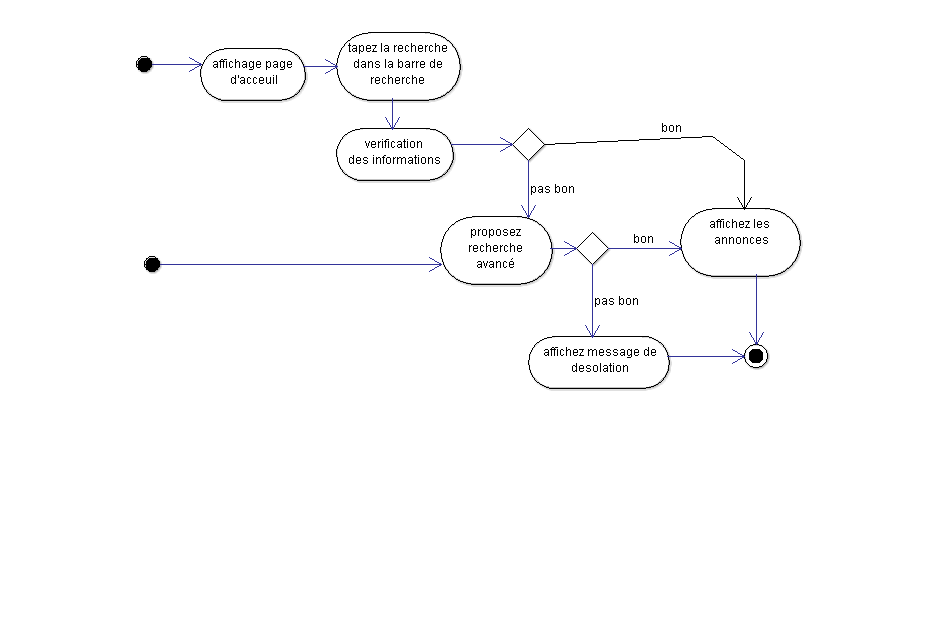 affichage page
d'acceuil
tapez la recherche
dans la barre de
recherche
verification
des informations
bon
pas bon
proposez
recherche
avancé
bon
affichez les
annonces
pas bon
affichez message de
desolation